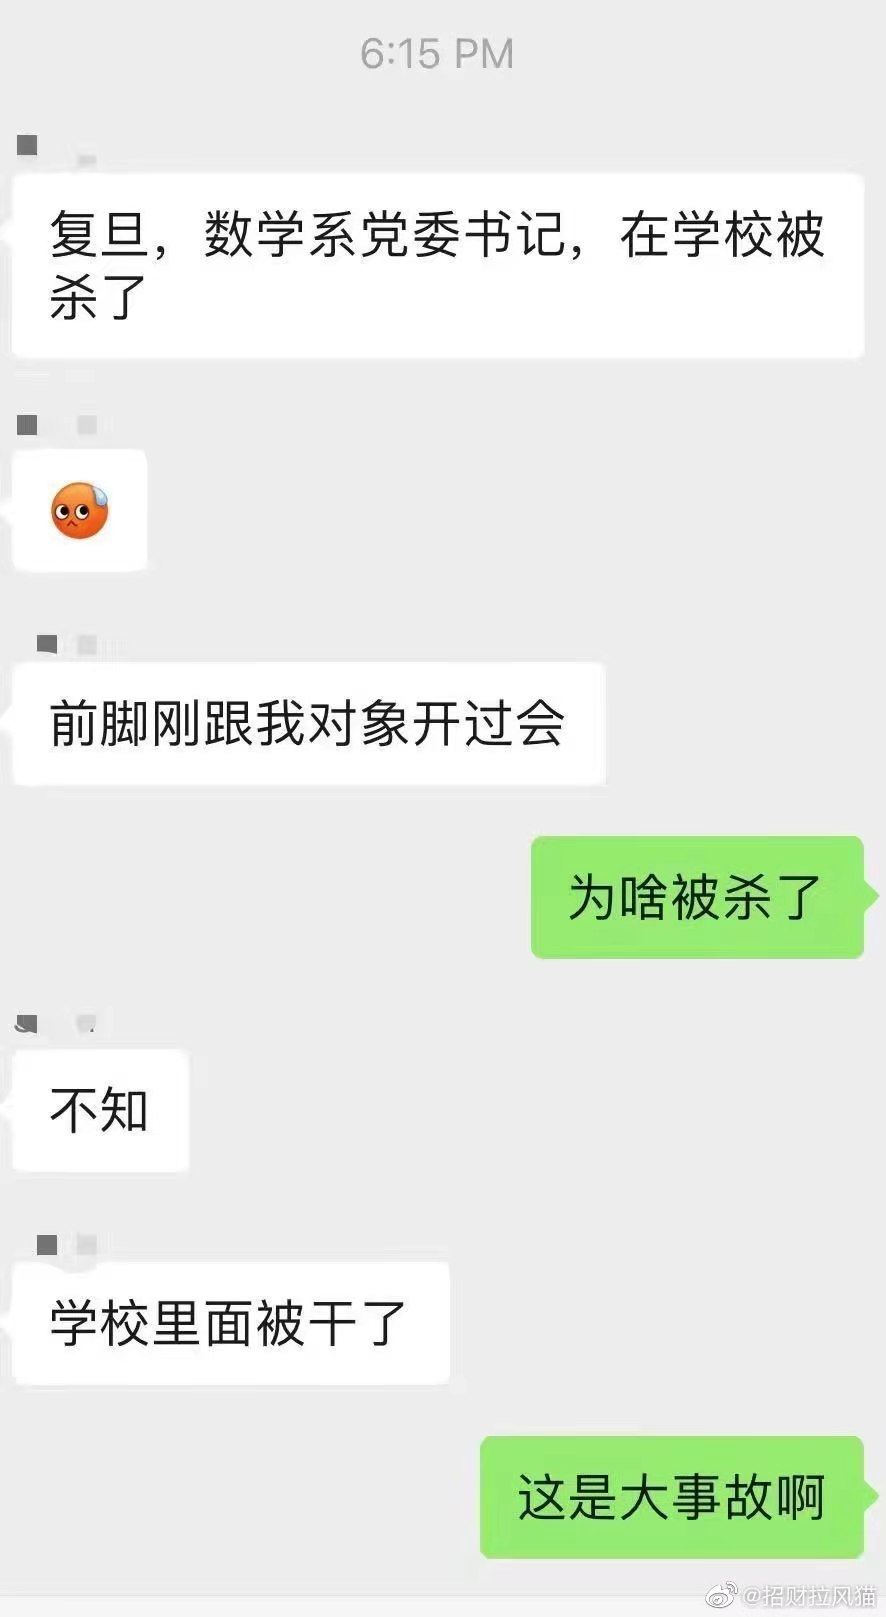 6:15 PM
复旦，数学系党委书记，在学校被
杀了
前脚刚跟我对象开过会
为啥被杀了
不知
学校里面被干了
这是大事故啊
@招财拉风猫